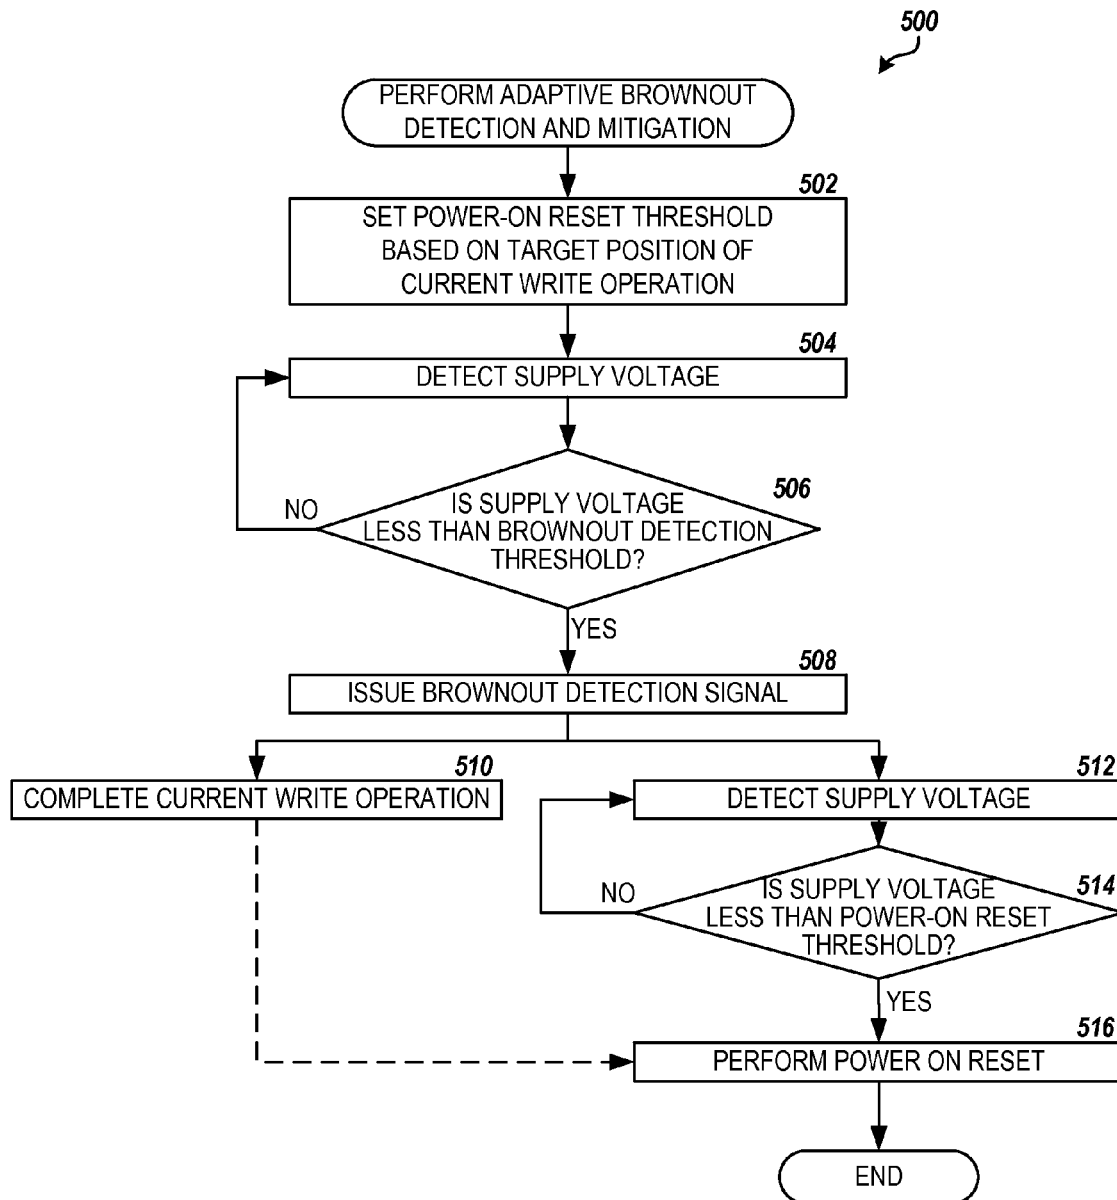 500
PERFORM ADAPTIVE BROWNOUT
DETECTION AND MITIGATION
502
SET POWER-ON RESET THRESHOLD
BASED ON TARGET POSITION OF
CURRENT WRITE OPERATION
504
DETECT SUPPLY VOLTAGE
506
IS SUPPLY VOLTAGE
LESS THAN BROWNOUT DETECTION
THRESHOLD?
NO
YES
508
ISSUE BROWNOUT DETECTION SIGNAL
510
COMPLETE CURRENT WRITE OPERATION
512
DETECT SUPPLY VOLTAGE
514
IS SUPPLY VOLTAGE
LESS THAN POWER-ON RESET
THRESHOLD?
NO
YES
516
PERFORM POWER ON RESET
END